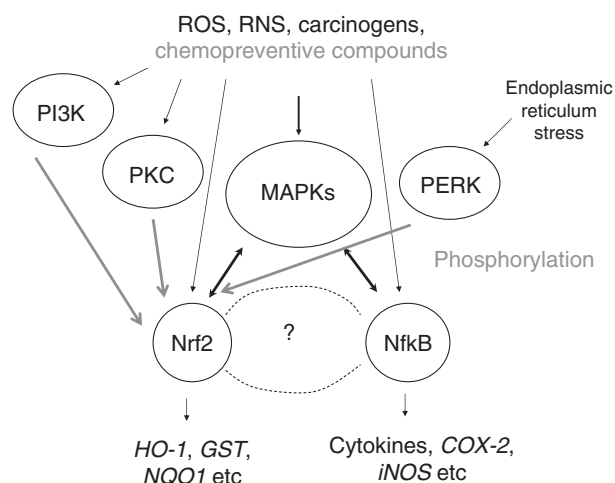 ROS, RNS, carcinogens,
chemopreventive compounds
Endoplasmic
reticulum
stress
PI3K
PKC
MAPKs
PERK
Phosphorylation
Nrf2
?
NfkB
HO-1, GST,
NQO1 etc
Cytokines, COX-2,
iNOS etc